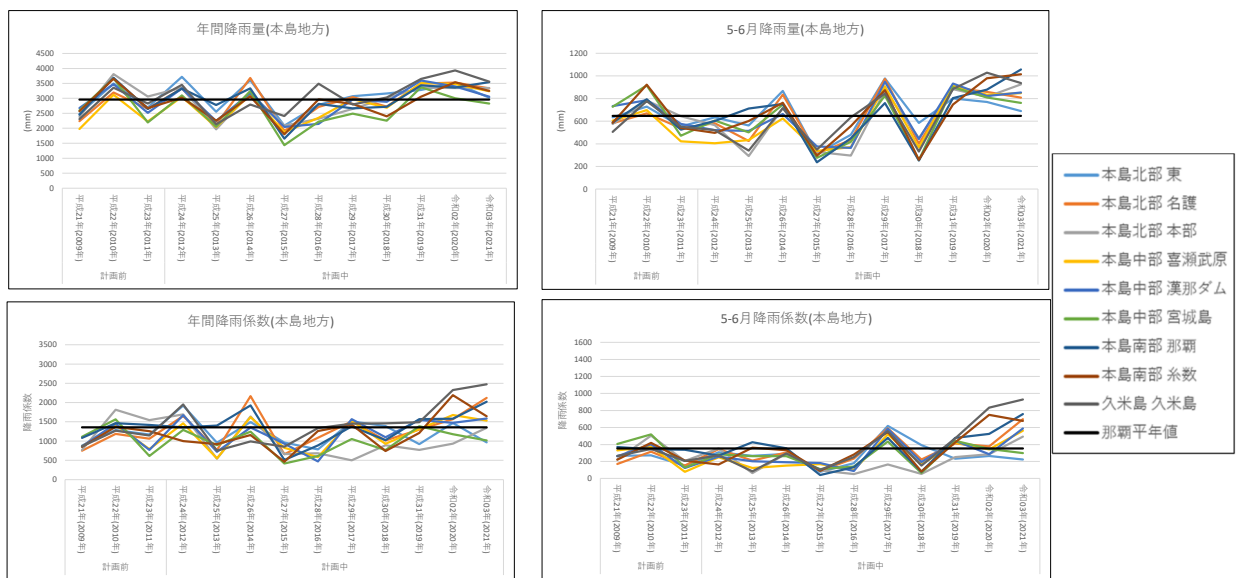 年間降雨量(本島地方)
4500
4000
3500
3000
2500
2000
1500
1000
500
0
(mm)
平成21年(2009年)
平成22年(2010年)
平成23年(2011年)
平成24年(2012年)
平成25年(2013年)
平成26年(2014年)
平成27年(2015年)
平成28年(2016年)
平成29年(2017年)
平成30年(2018年)
平成31年(2019年)
令和02年(2020年)
令和03年(2021年)
計画前
計画中
5-6月降雨量(本島地方)
1200
1000
800
600
400
200
0
(mm)
平成21年(2009年)
平成22年(2010年)
平成23年(2011年)
平成24年(2012年)
平成25年(2013年)
平成26年(2014年)
平成27年(2015年)
平成28年(2016年)
平成29年(2017年)
平成30年(2018年)
平成31年(2019年)
令和02年(2020年)
令和03年(2021年)
計画前
計画中
年間降雨係数(本島地方)
3500
3000
2500
2000
1500
1000
500
0
降雨係数
平成21年(2009年)
平成22年(2010年)
平成23年(2011年)
平成24年(2012年)
平成25年(2013年)
平成26年(2014年)
平成27年(2015年)
平成28年(2016年)
平成29年(2017年)
平成30年(2018年)
平成31年(2019年)
令和02年(2020年)
令和03年(2021年)
計画前
計画中
5-6月降雨係数(本島地方)
1600
1400
1200
1000
800
600
400
200
0
降雨係数
平成21年(2009年)
平成22年(2010年)
平成23年(2011年)
平成24年(2012年)
平成25年(2013年)
平成26年(2014年)
平成27年(2015年)
平成28年(2016年)
平成29年(2017年)
平成30年(2018年)
平成31年(2019年)
令和02年(2020年)
令和03年(2021年)
計画前
計画中
本島北部 東
本島北部 名護
本島北部 本部
本島中部 喜瀬武原
本島中部 漢那ダム
本島中部 宮城島
本島南部 那覇
本島南部 糸数
久米島 久米島
那覇平年値